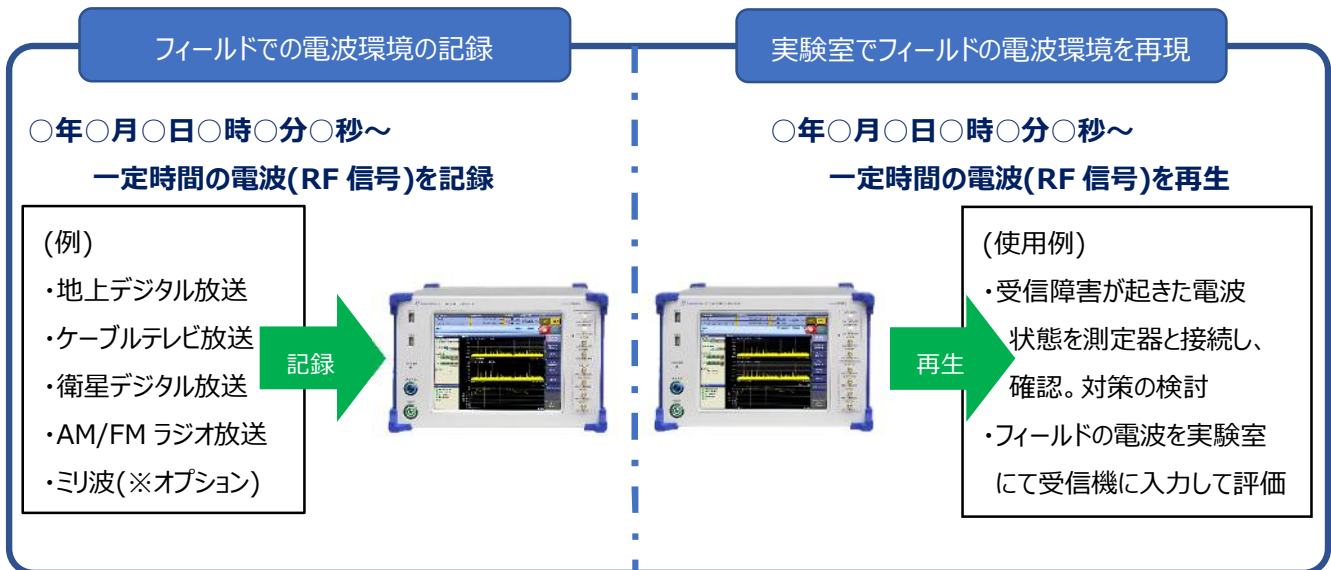 フィールドでの電波環境の記録
○年○月○日○時○分○秒～
一定時間の電波(RF 信号)を記録
(例)
・地上デジタル放送
・ケーブルテレビ放送
・衛星デジタル放送
・AM/FM ラジオ放送
・ミリ波(※オプション)
記録
実験室でフィールドの電波環境を再現
○年○月○日○時○分○秒～
一定時間の電波(RF 信号)を再生
再生
(使用例)
・受信障害が起きた電波
状態を測定器と接続し、
確認。対策の検討
・フィールドの電波を実験室
にて受信機に入力して評価